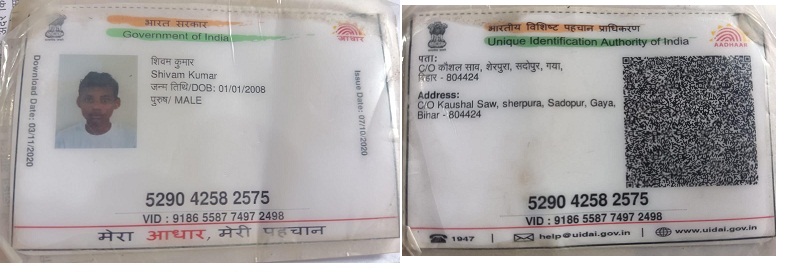 भारत सरकार
Government of India
आधार
Download Date: 03/11/2020
शिवम कुमार
Shivam Kumar
जन्म तिथि/DOB: 01/01/2008
पुरुष/ MALE
Issue Date: 07/10/2020
5290 4258 2575
VID : 9186 5587 7497 2498
मेरा आधार, मेरी पहचान
भारतीय विशिष्ट पहचान प्राधिकरण
Unique Identification Authority of India
AADHAAR
पता:
C/O कौशल साव, शेरपुरा, सदोपुर, गया,
बिहार - 804424
Address:
C/O Kaushal Saw, sherpura, Sadopur, Gaya,
Bihar - 804424
5290 4258 2575
VID : 9186 5587 7497 2498
1947 | help@uidai.gov.in | www.uidai.gov.in